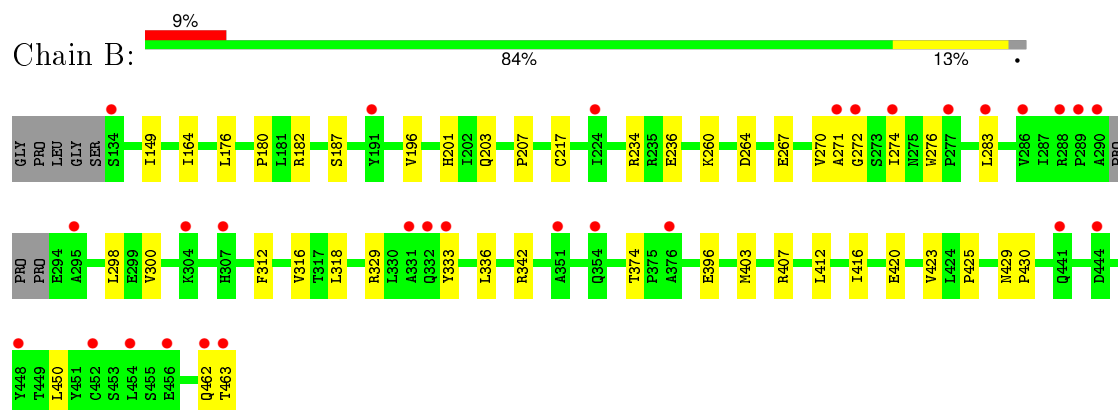 9%
Chain B:
84% 13% •
GLY PRO LEU GLY SER S134 I149 I164 L176 P180 L181 R182 S187 Y191 V196 H201 I202 Q203 P207 C217 I224 R234 R235 E236 K260 D264 E267 V270 A271 G272 S273 I274 N275 W276 P277 L283 V286 I287 R288 P289 A290 PRO
PRO PRO E294 A295 L298 E299 V300 K304 H307 F312 V316 T317 L318 R329 L330 A331 Q332 Y333 L336 R342 A351 Q354 T374 P375 A376 E396 M403 R407 L412 I416 E420 V423 L424 P425 N429 P430 Q441 D444
Y448 T449 L450 Y451 C452 S453 L454 S455 E456 Q462 T463